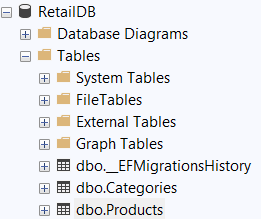 RetailDB
Database Diagrams
Tables
System Tables
FileTables
External Tables
Graph Tables
dbo.__EFMigrationsHistory
dbo.Categories
dbo.Products